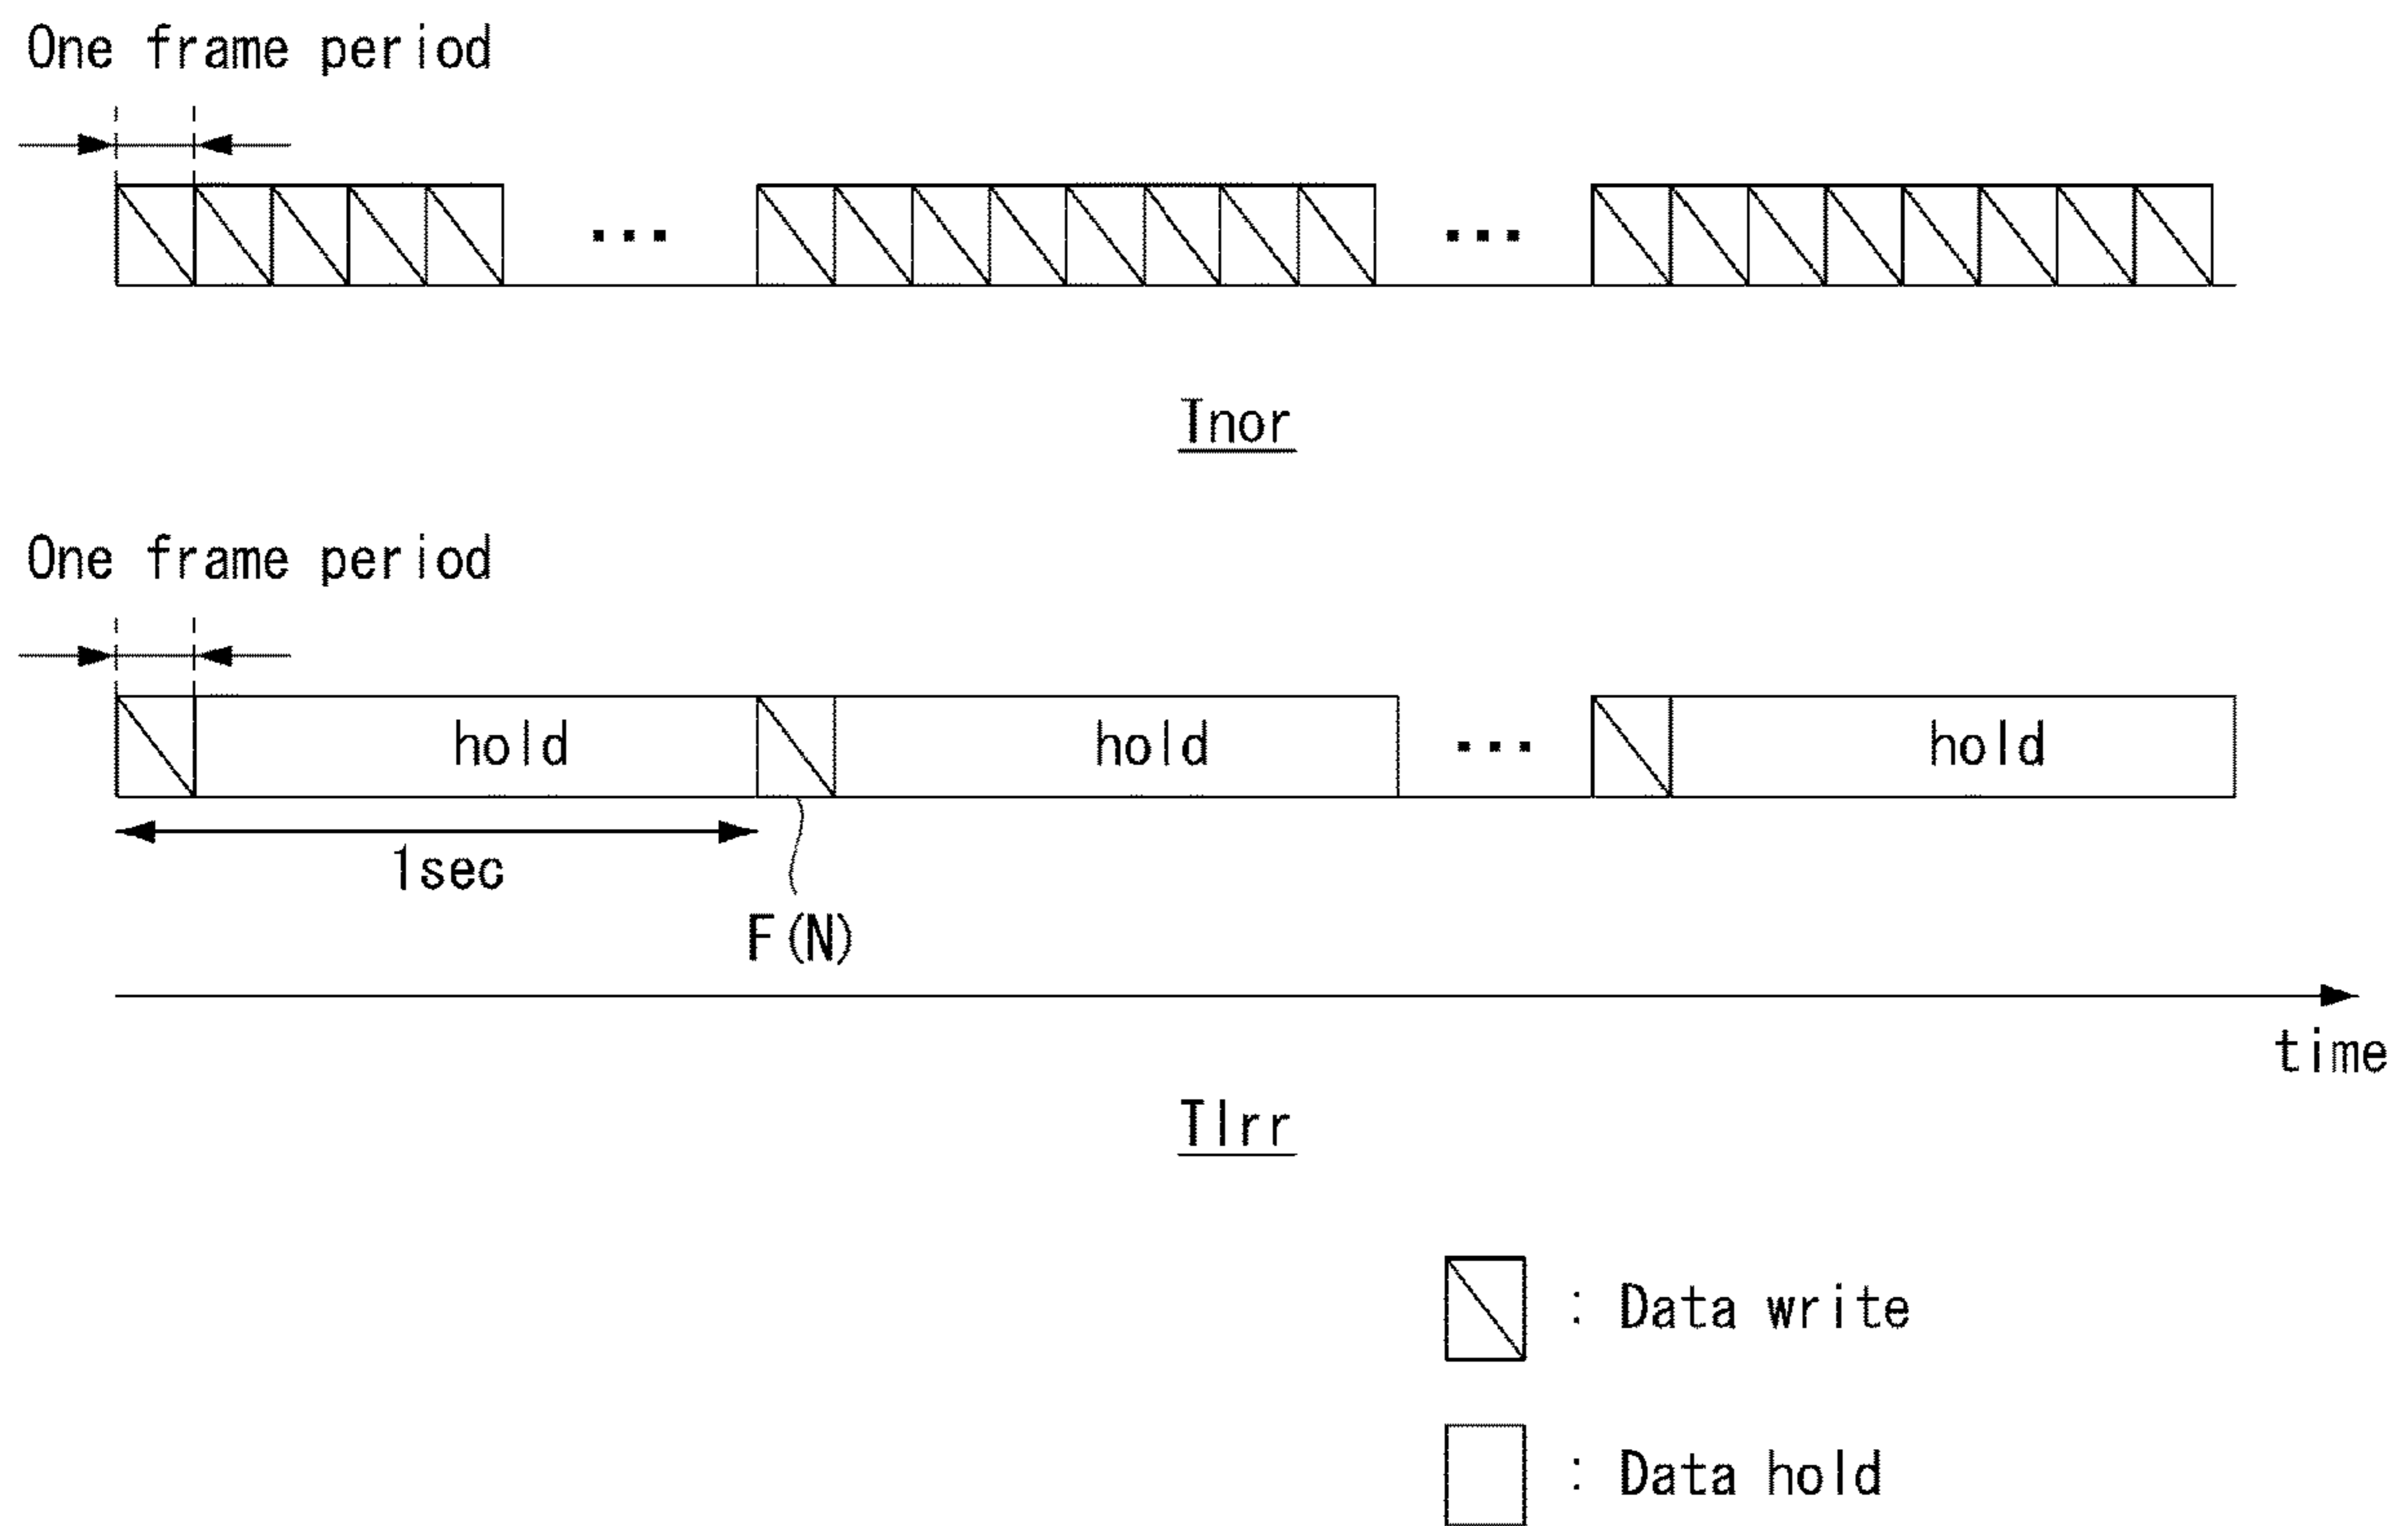 One frame period
...
...
Tnor
One frame period
hold
hold
...
hold
1sec
F(N)
time
Tlrr
: Data write
: Data hold